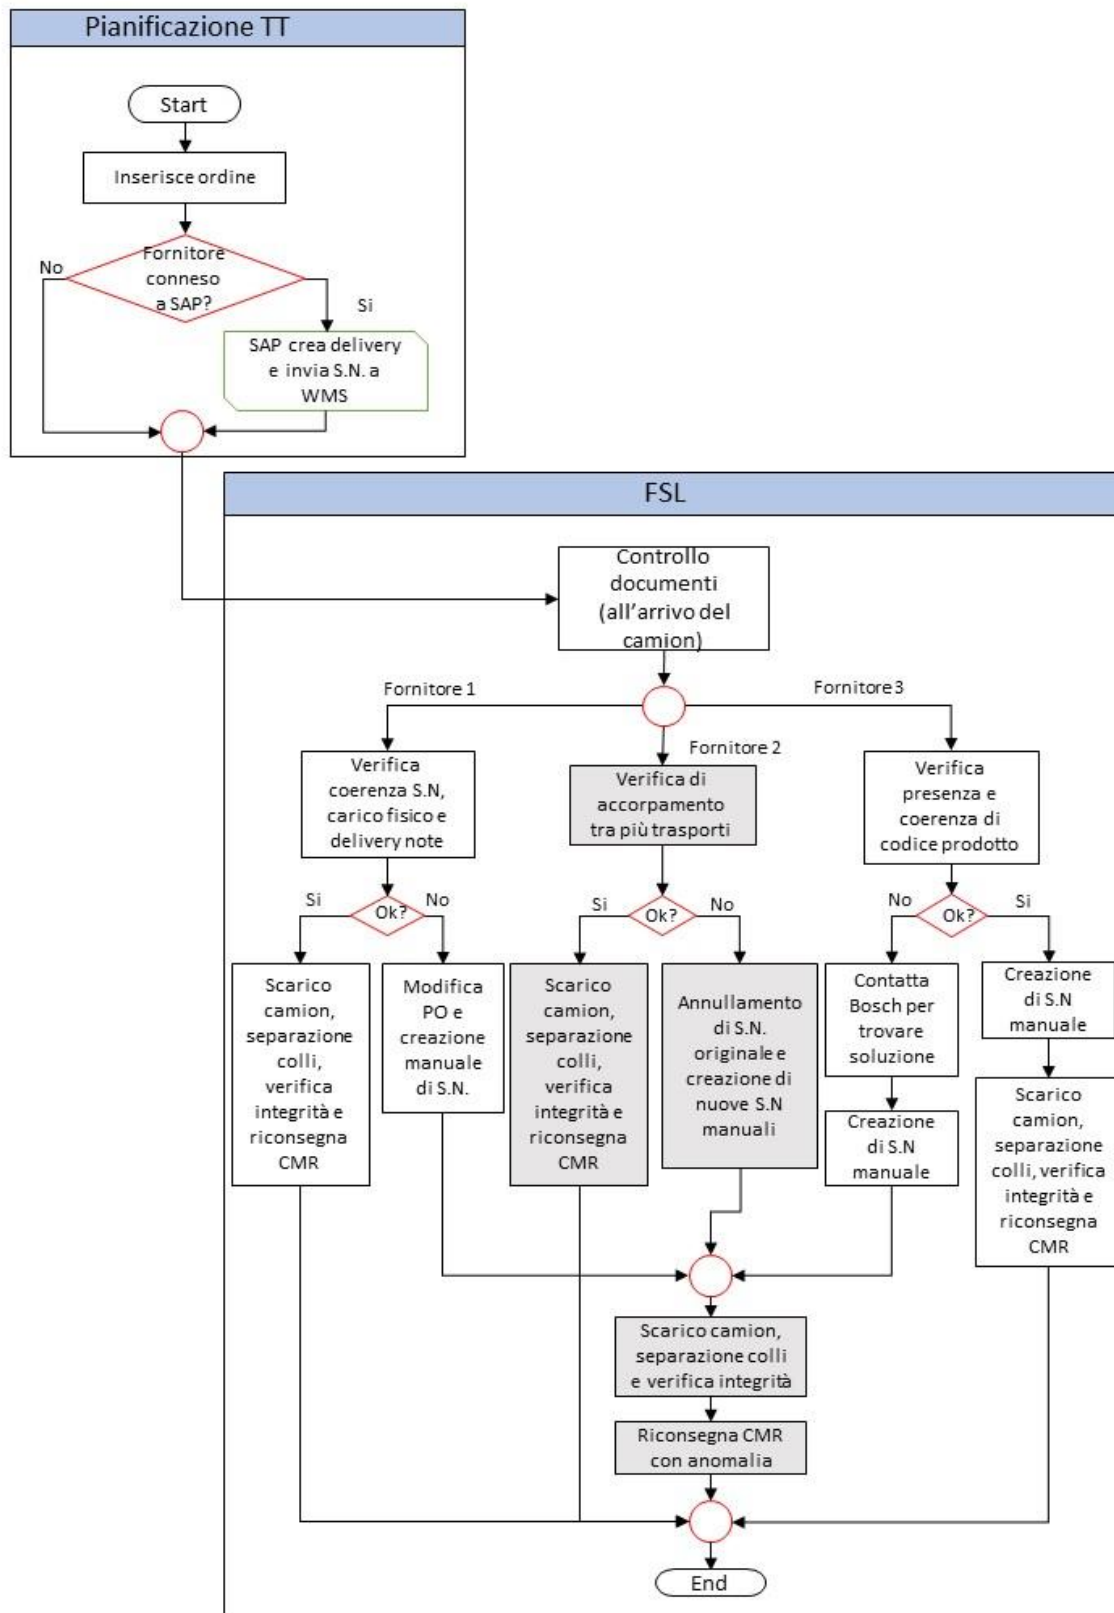 Pianificazione TT
Start
Inserisce ordine
Fornitore
conneso
a SAP?
No
Si
SAP crea delivery
e invia S.N. a
WMS
FSL
Controllo
documenti
(all'arrivo del
camion)
Fornitore 1
Fornitore 2
Fornitore 3
Verifica
coerenza S.N,
carico fisico e
delivery note
Verifica di
accorpamento
tra più trasporti
Verifica
presenza e
coerenza di
codice prodotto
Si
Ok?
No
Si
Ok?
No
No
Ok?
Si
Scarico
camion,
separazione
colli,
verifica
integrità e
riconsegna
CMR
Modifica
PO e
creazione
manuale
di S.N.
Scarico
camion,
separazione
colli,
verifica
integrità e
riconsegna
CMR
Annullamento
di S.N.
originale e
creazione di
nuove S.N
manuali
Contatta
Bosch per
trovare
soluzione
Creazione
di S.N
manuale
Creazione
di S.N
manuale
Scarico
camion,
separazione
colli, verifica
integrità e
riconsegna
CMR
Scarico camion,
separazione colli
e verifica integrità
Riconsegna CMR
con anomalia
End